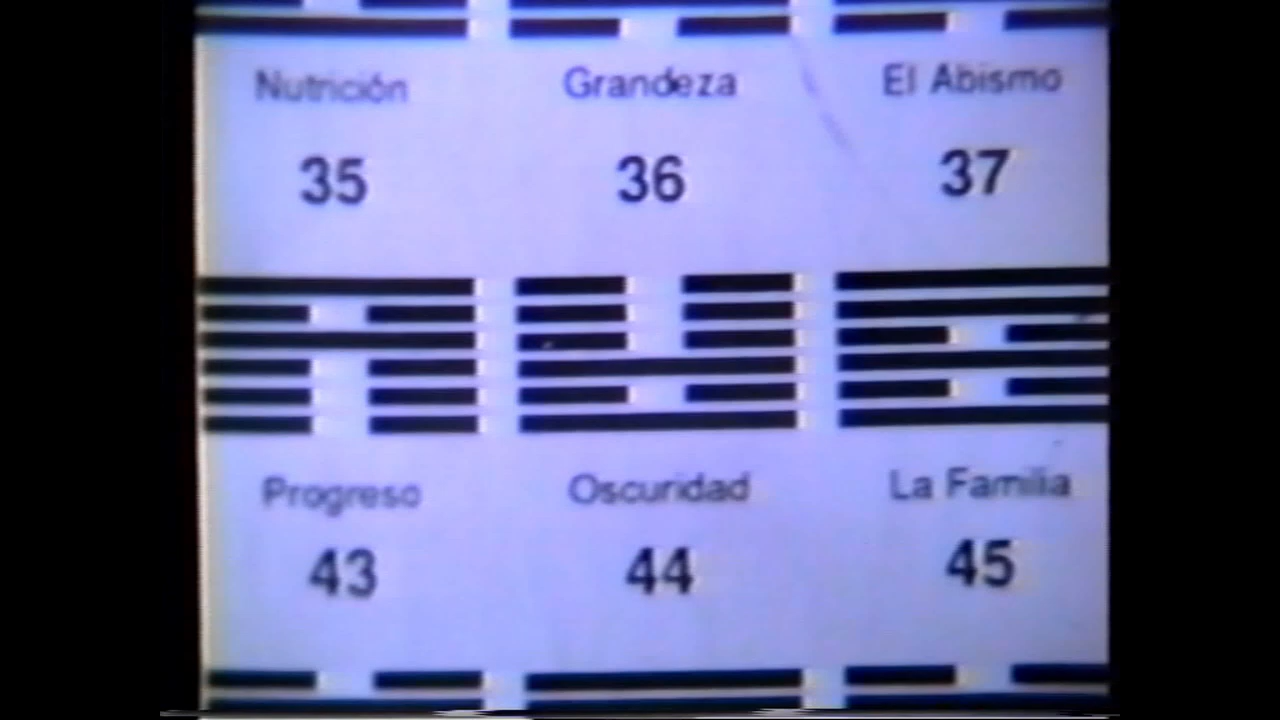 Nutrición Grandeza El Abismo
35 36 37
Progreso Oscuridad La Familia
43 44 45